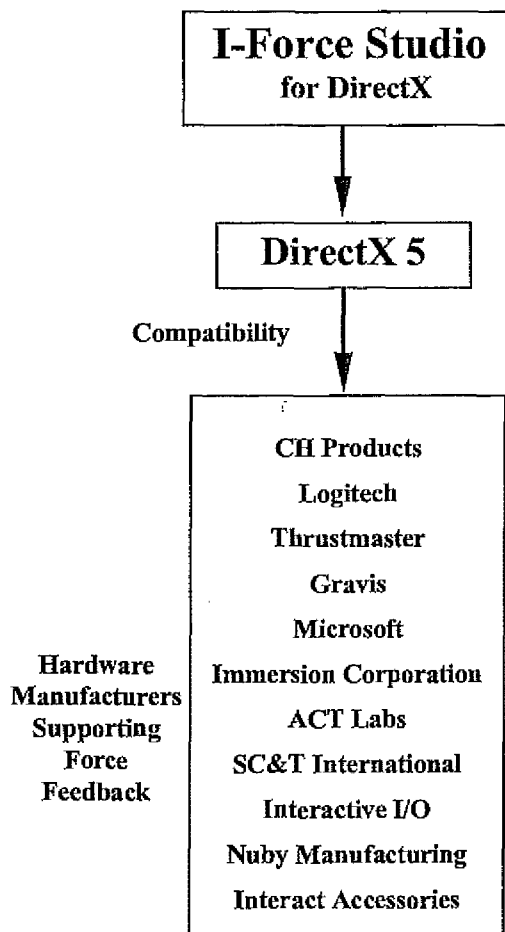 I-Force Studio
for DirectX
DirectX 5
Compatibility
Hardware
Manufacturers
Supporting
Force
Feedback
CH Products
Logitech
Thrustmaster
Gravis
Microsoft
Immersion Corporation
ACT Labs
SC&T International
Interactive I/O
Nuby Manufacturing
Interact Accessories